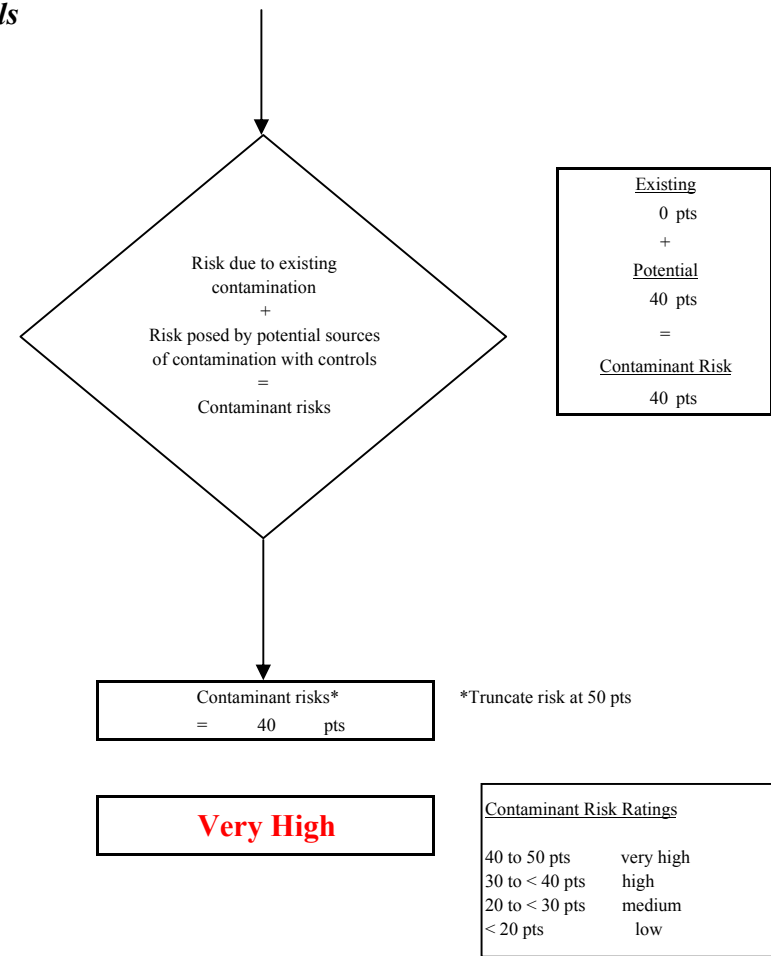 Risk due to existing
contamination
+
Risk posed by potential sources
of contamination with controls
=
Contaminant risks
Existing
0 pts
+
Potential
40 pts
=
Contaminant Risk
40 pts
Contaminant risks*
= 40 pts
*Truncate risk at 50 pts
Very High
Contaminant Risk Ratings
40 to 50 pts very high
30 to < 40 pts high
20 to < 30 pts medium
< 20 pts low